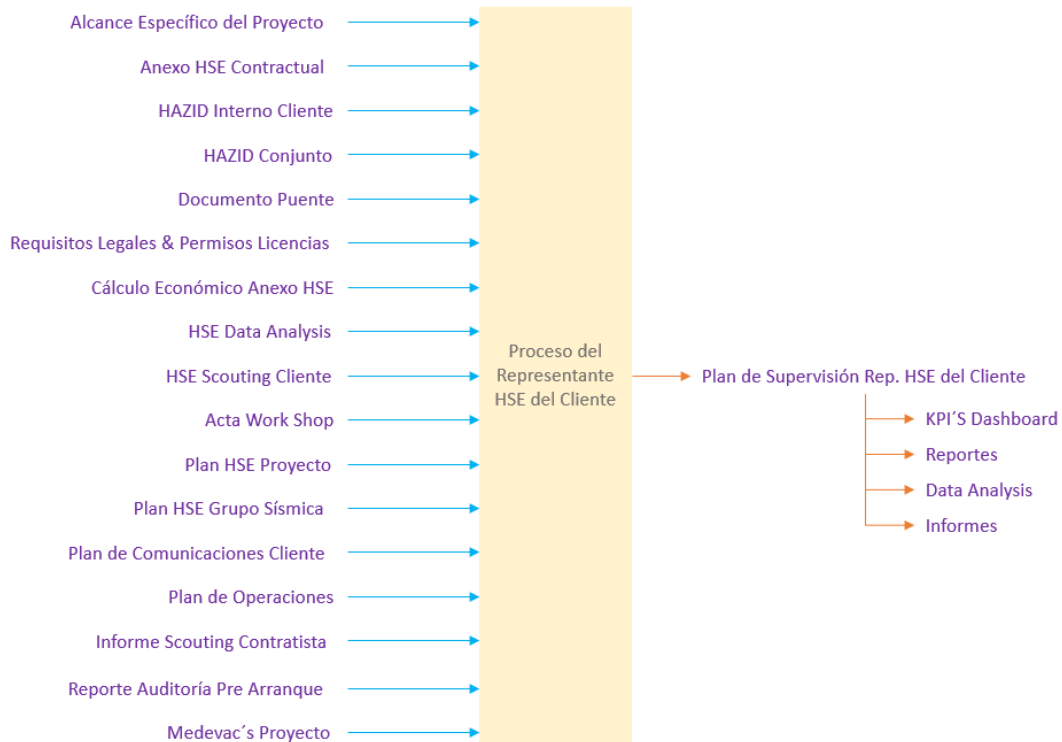 Alcance Específico del Proyecto
Anexo HSE Contractual
HAZID Interno Cliente
HAZID Conjunto
Documento Puente
Requisitos Legales & Permisos Licencias
Cálculo Económico Anexo HSE
HSE Data Analysis
HSE Scouting Cliente
Acta Work Shop
Plan HSE Proyecto
Plan HSE Grupo Sísmica
Plan de Comunicaciones Cliente
Plan de Operaciones
Informe Scouting Contratista
Reporte Auditoría Pre Arranque
Medevac´s Proyecto
Proceso del
Representante
HSE del Cliente
Plan de Supervisión Rep. HSE del Cliente
KPI´S Dashboard
Reportes
Data Analysis
Informes